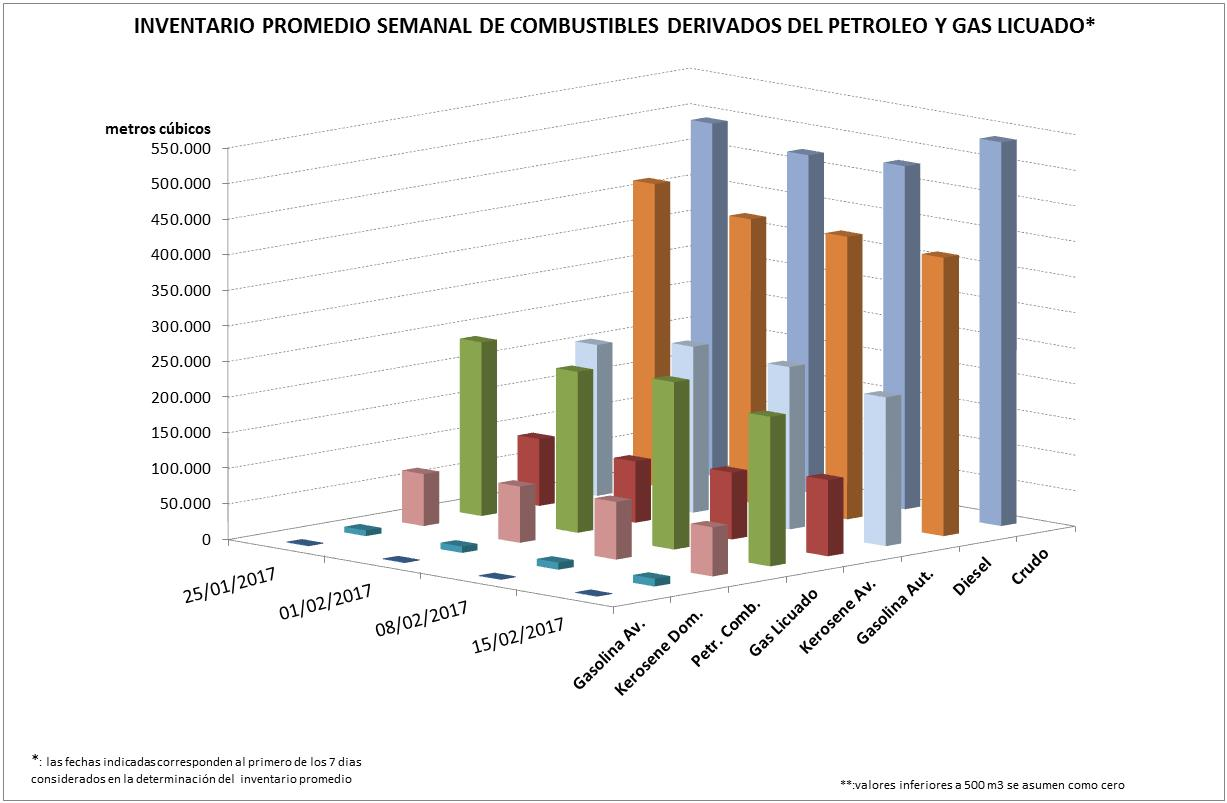 INVENTARIO PROMEDIO SEMANAL DE COMBUSTIBLES DERIVADOS DEL PETROLEO Y GAS LICUADO*
metros cúbicos
550.000
500.000
450.000
400.000
350.000
300.000
250.000
200.000
150.000
100.000
50.000
0
25/01/2017
01/02/2017
08/02/2017
15/02/2017
Gasolina Av.
Kerosene Dom.
Petr. Comb.
Gas Licuado
Kerosene Av.
Gasolina Aut.
Diesel
Crudo
*: las fechas indicadas corresponden al primero de los 7 dias
considerados en la determinación del inventario promedio
**:valores inferiores a 500 m3 se asumen como cero